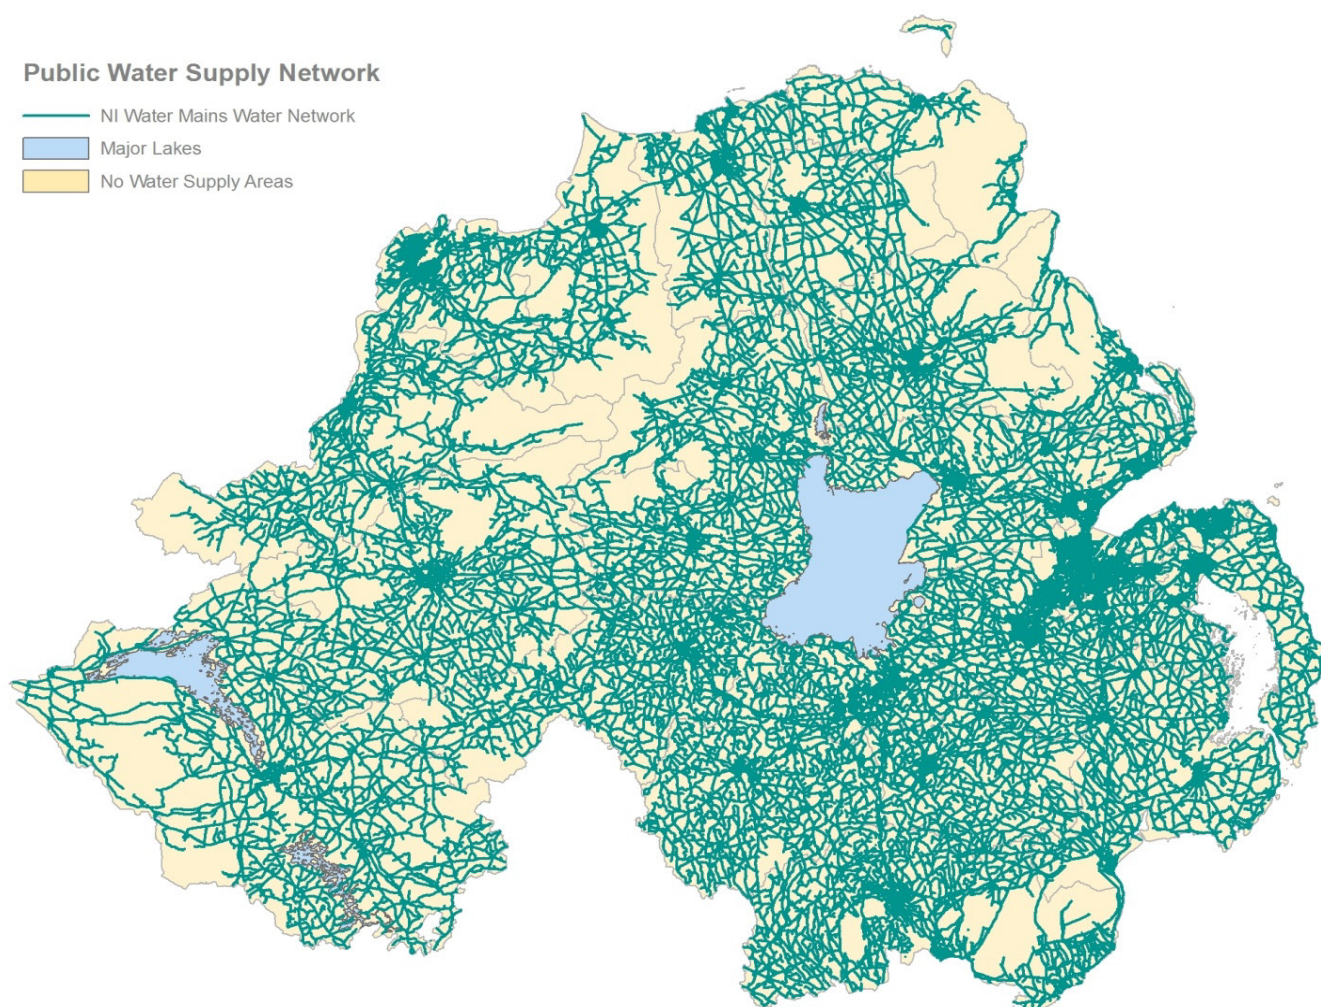 Public Water Supply Network
NI Water Mains Water Network
Major Lakes
No Water Supply Areas